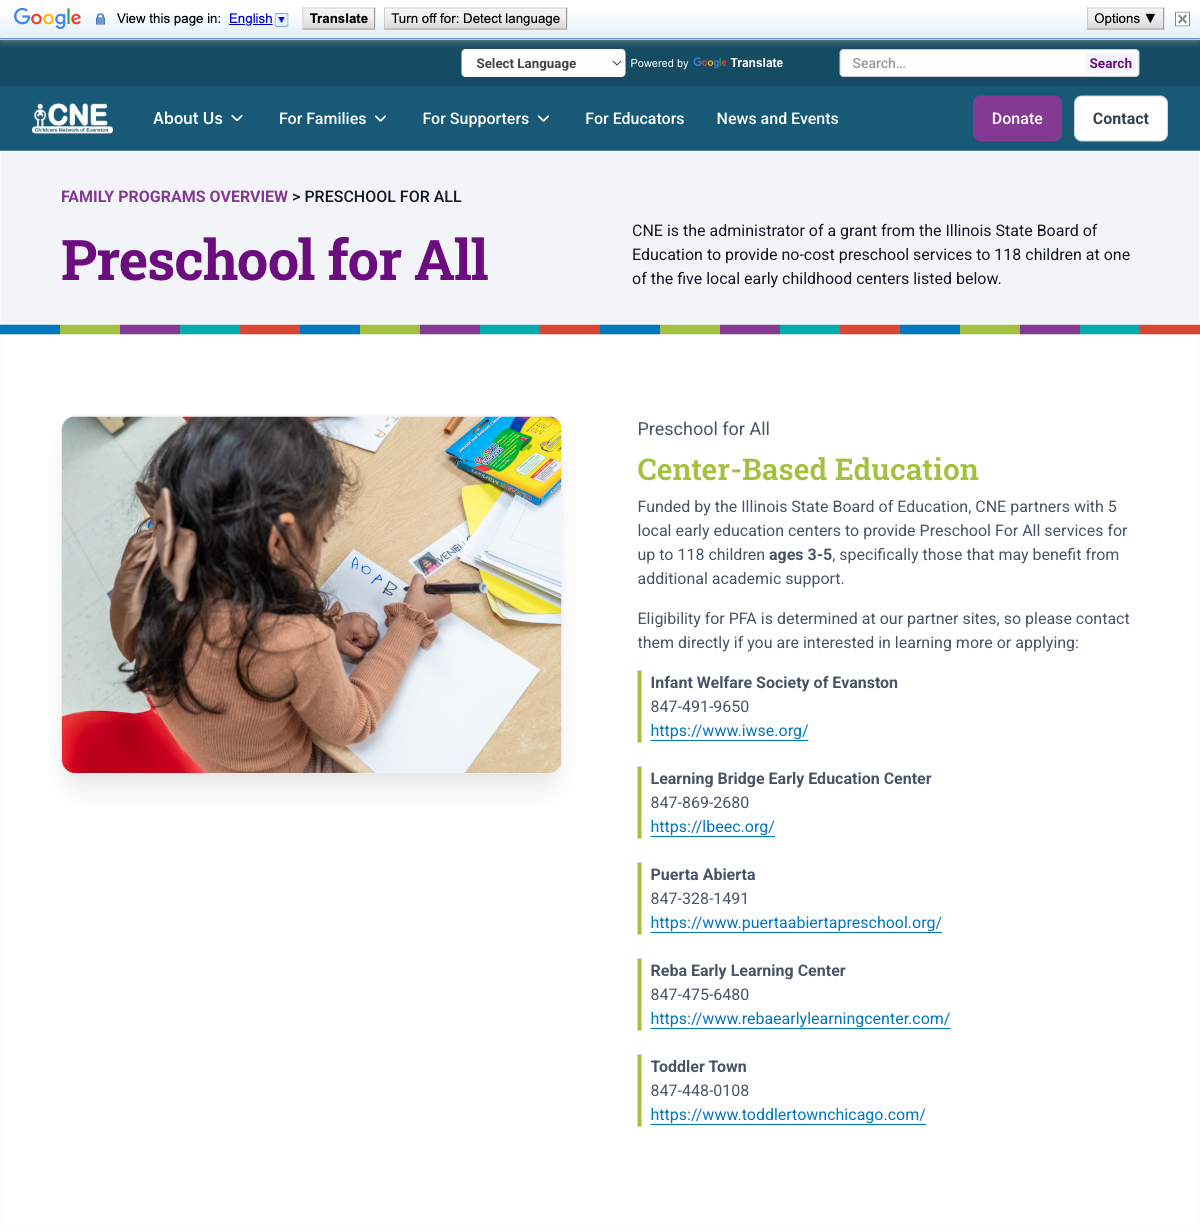 Google View this page in: English ▼ Translate Turn off for: Detect language Options ▼
Select Language Powered by Google Translate Search... Search
CNE
Childcare Network of Evanston
About Us For Families For Supporters For Educators News and Events Donate Contact
FAMILY PROGRAMS OVERVIEW > PRESCHOOL FOR ALL
Preschool for All
CNE is the administrator of a grant from the Illinois State Board of
Education to provide no-cost preschool services to 118 children at one
of the five local early childhood centers listed below.
A O P B
Preschool for All
Center-Based Education
Funded by the Illinois State Board of Education, CNE partners with 5
local early education centers to provide Preschool For All services for
up to 118 children ages 3-5, specifically those that may benefit from
additional academic support.
Eligibility for PFA is determined at our partner sites, so please contact
them directly if you are interested in learning more or applying:
Infant Welfare Society of Evanston
847-491-9650
https://www.iwse.org/
Learning Bridge Early Education Center
847-869-2680
https://lbeec.org/
Puerta Abierta
847-328-1491
https://www.puertaabiertapreschool.org/
Reba Early Learning Center
847-475-6480
https://www.rebaearlylearningcenter.com/
Toddler Town
847-448-0108
https://www.toddlertownchicago.com/